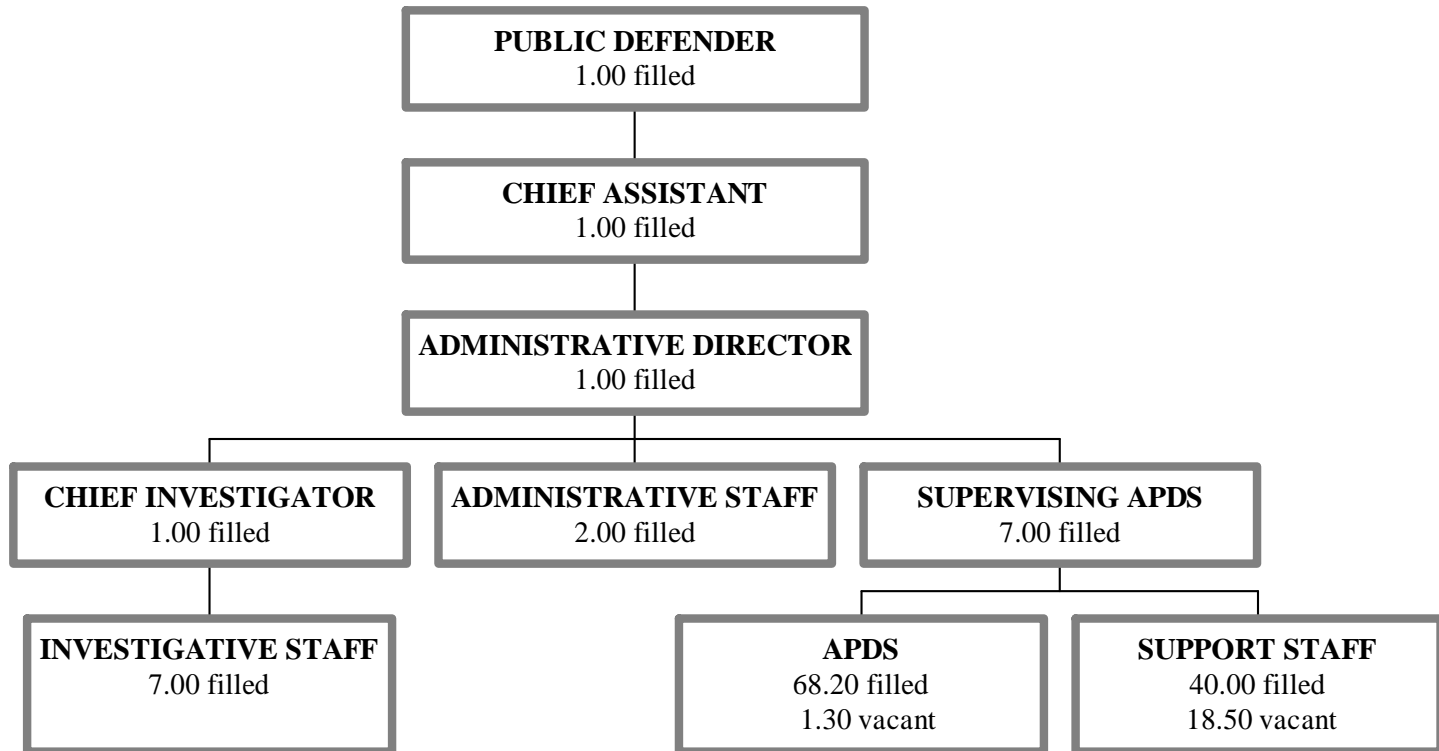 PUBLIC DEFENDER
1.00 filled
CHIEF ASSISTANT
1.00 filled
ADMINISTRATIVE DIRECTOR
1.00 filled
CHIEF INVESTIGATOR
1.00 filled
ADMINISTRATIVE STAFF
2.00 filled
SUPERVISING APDS
7.00 filled
INVESTIGATIVE STAFF
7.00 filled
APDS
68.20 filled
1.30 vacant
SUPPORT STAFF
40.00 filled
18.50 vacant